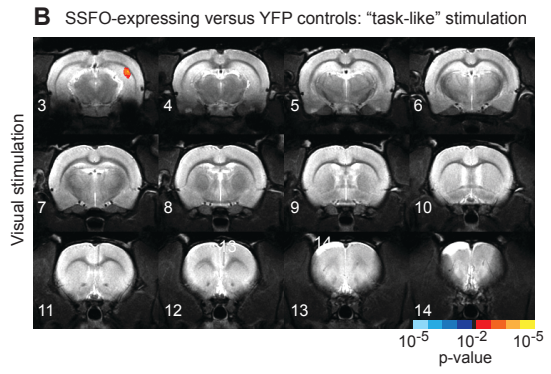 B SSFO-expressing versus YFP controls: “task-like” stimulation
Visual stimulation
3 4 5 6
7 8 9 10
13 14
11 12 13 14
10⁻⁵ 10⁻² 10⁻⁵
p-value